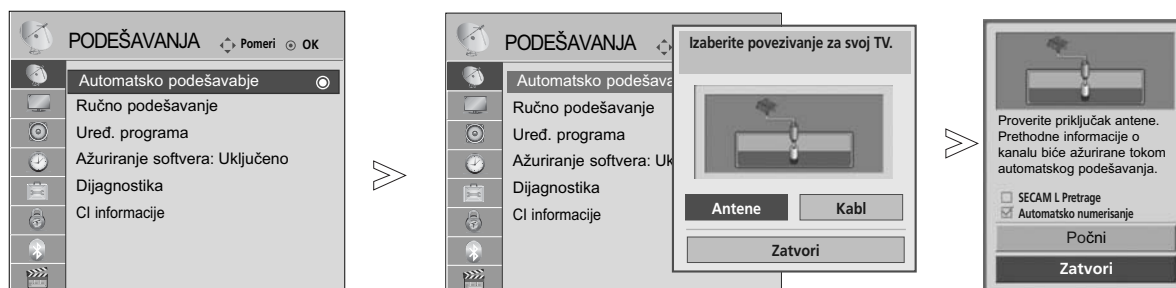 PODEŠAVANJA Pomeri OK
Automatsko podešavabje
Ručno podešavanje
Uređ. programa
Ažuriranje softvera: Uključeno
Dijagnostika
CI informacije
PODEŠAVANJA
Automatsko podešava
Ručno podešavanje
Uređ. programa
Ažuriranje softvera: Uk
Dijagnostika
CI informacije
Izaberite povezivanje za svoj TV.
Antene Kabl
Zatvori
Proverite priključak antene.
Prethodne informacije o
kanalu biće ažurirane tokom
automatskog podešavanja.
SECAM L Pretrage
Automatsko numerisanje
Počni
Zatvori